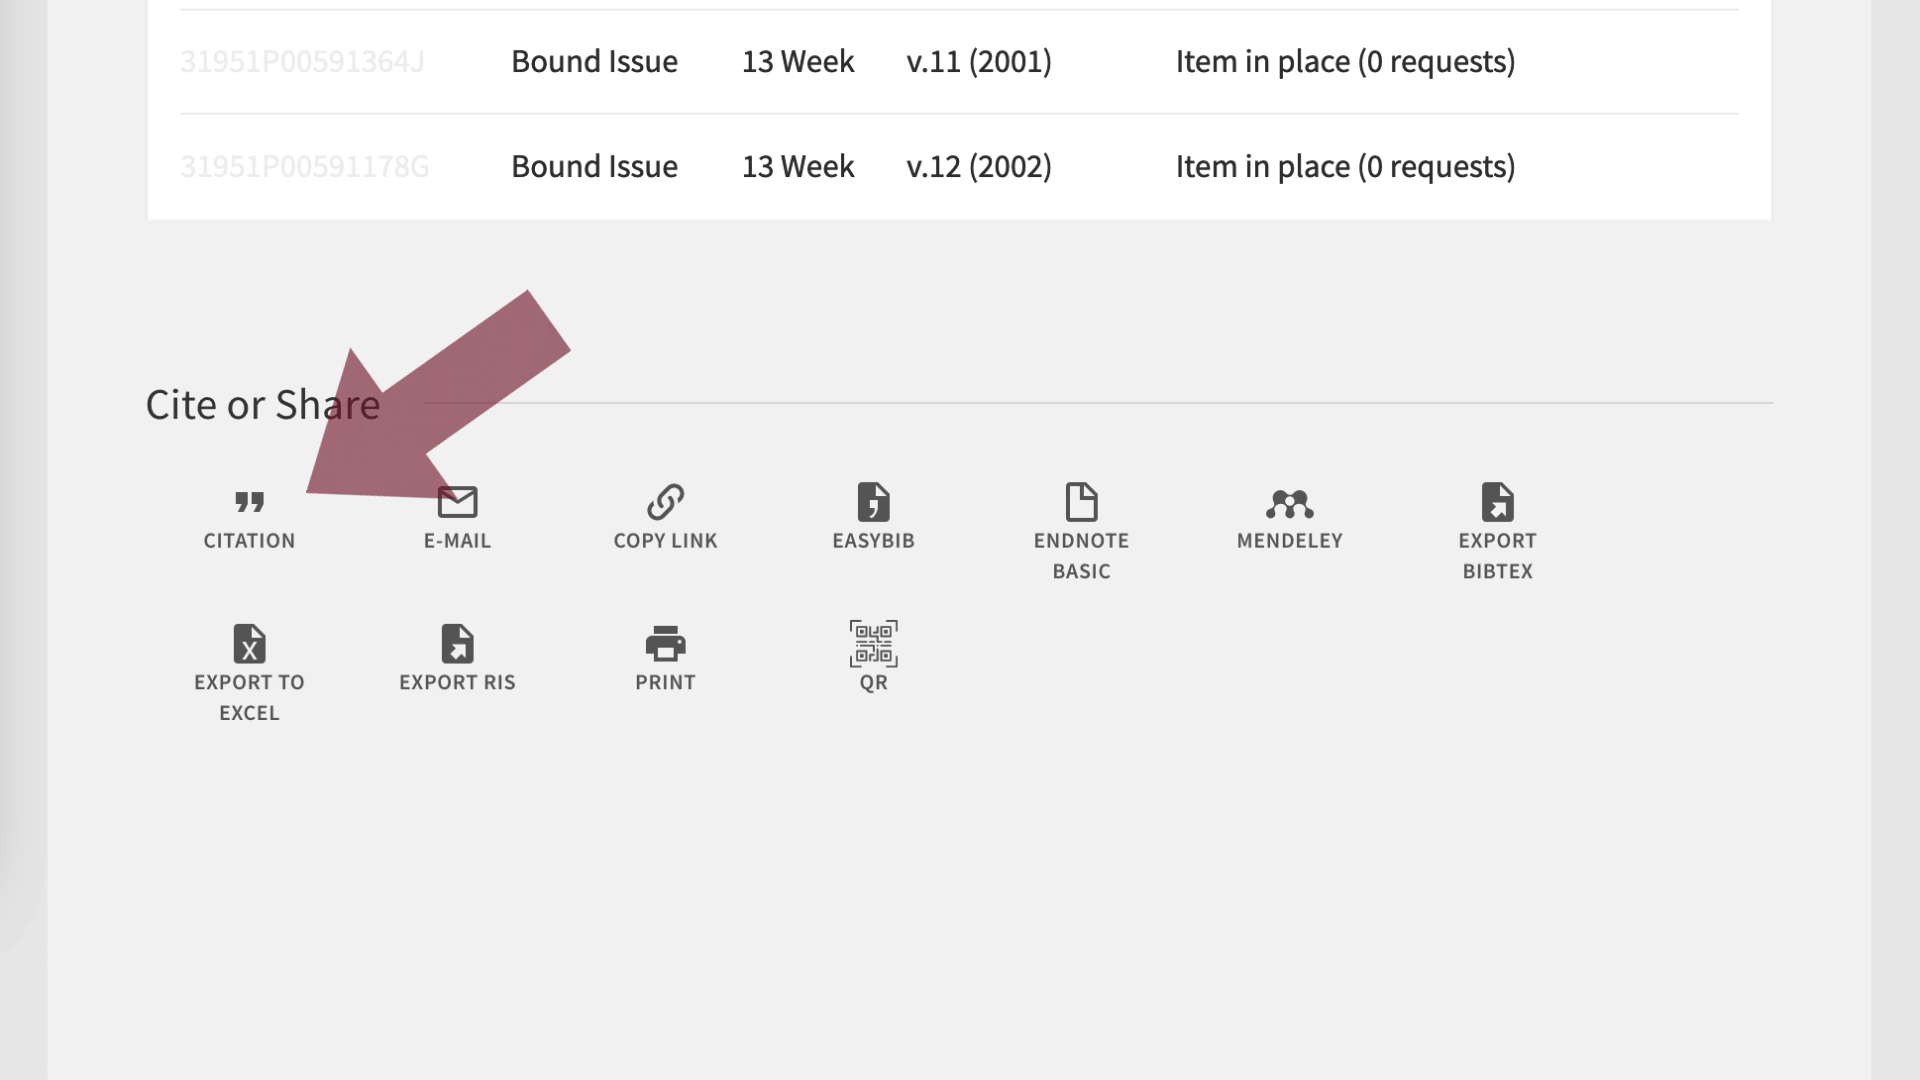 31951P00591364J Bound Issue 13 Week v.11 (2001) Item in place (0 requests)
31951P00591178G Bound Issue 13 Week v.12 (2002) Item in place (0 requests)
Cite or Share
CITATION E-MAIL COPY LINK EASYBIB ENDNOTE BASIC MENDELEY EXPORT BIBTEX
EXPORT TO EXCEL EXPORT RIS PRINT QR